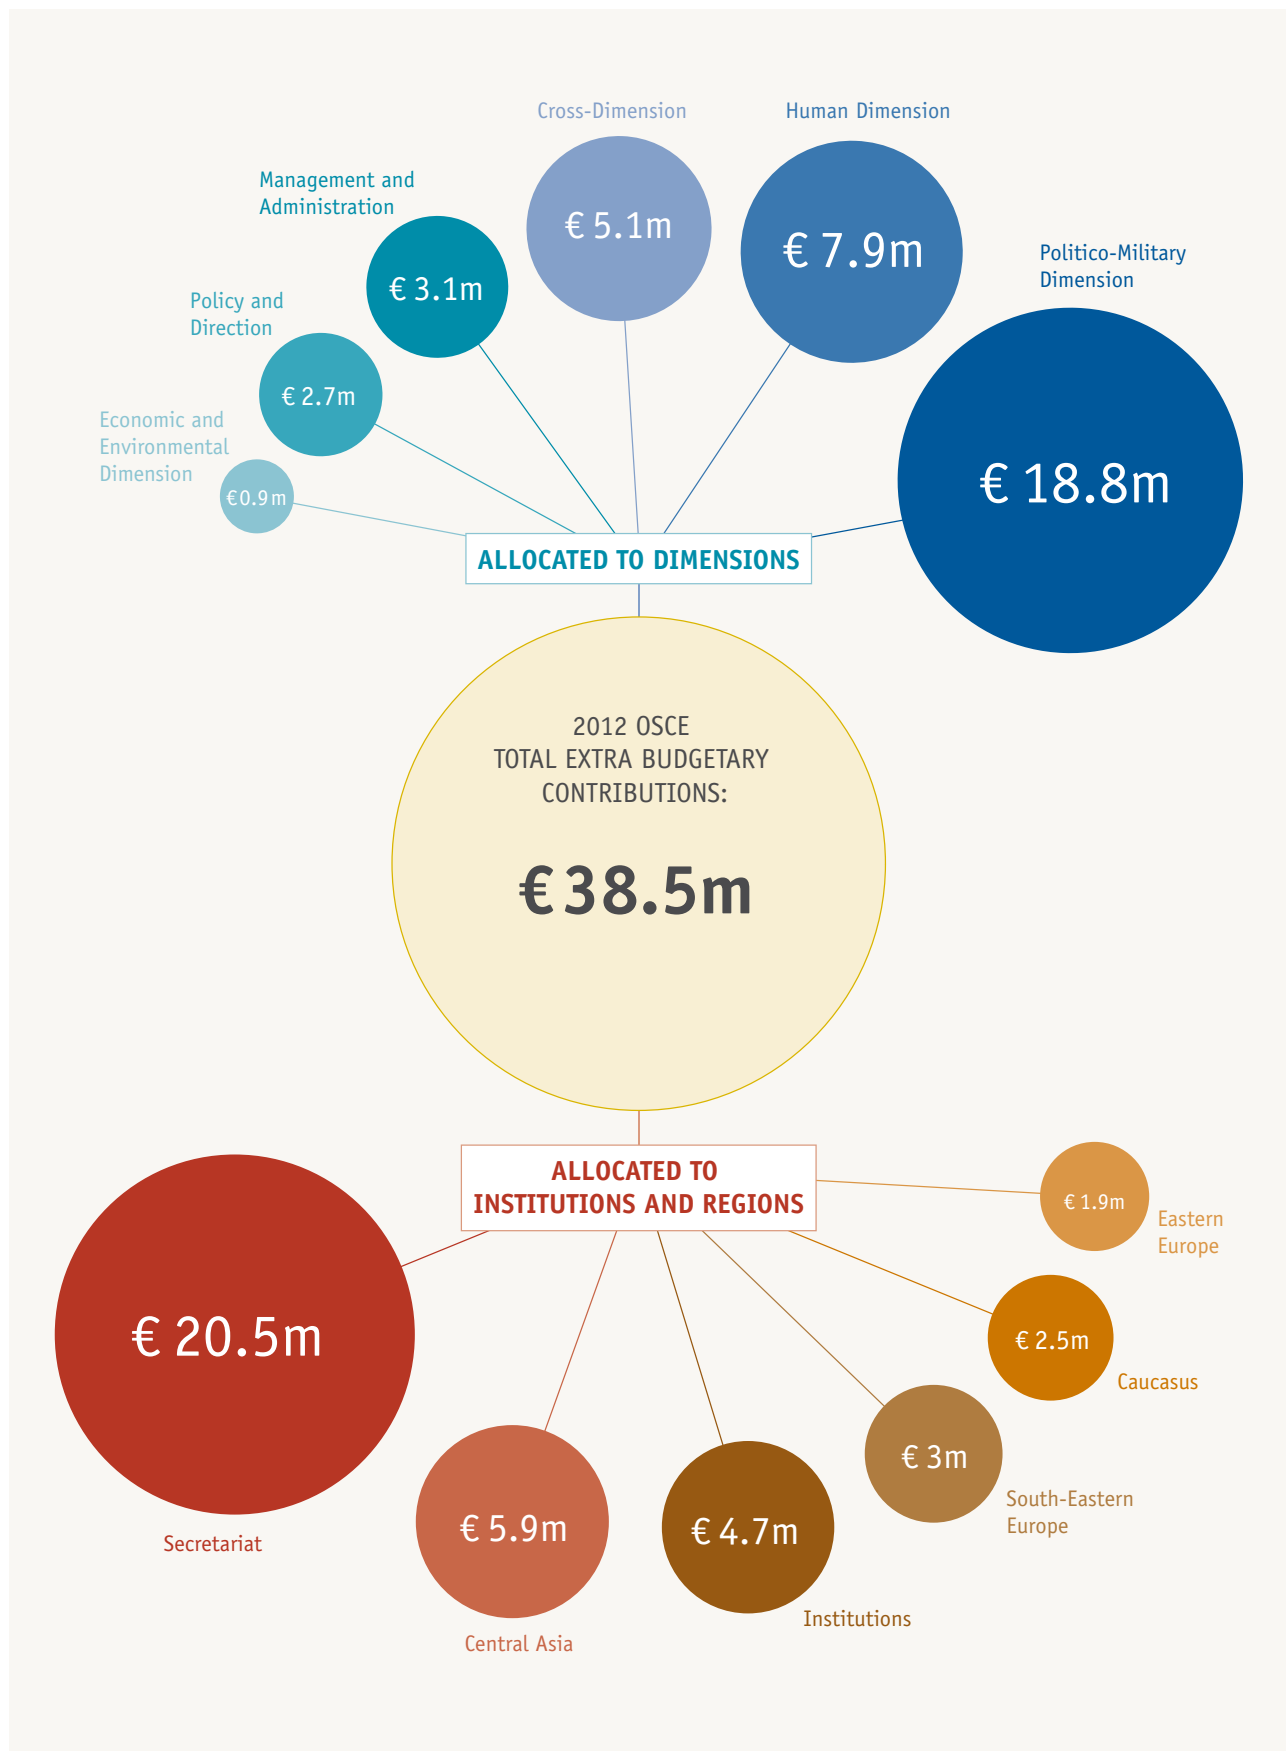 Cross-Dimension
€ 5.1m
Human Dimension
€ 7.9m
Management and
Administration
€ 3.1m
Politico-Military
Dimension
€ 18.8m
Policy and
Direction
€ 2.7m
Economic and
Environmental
Dimension
€0.9m
ALLOCATED TO DIMENSIONS
2012 OSCE
TOTAL EXTRA BUDGETARY
CONTRIBUTIONS:
€38.5m
ALLOCATED TO
INSTITUTIONS AND REGIONS
€ 1.9m
Eastern
Europe
€ 2.5m
Caucasus
€ 3m
South-Eastern
Europe
€ 4.7m
Institutions
€ 5.9m
Central Asia
€ 20.5m
Secretariat